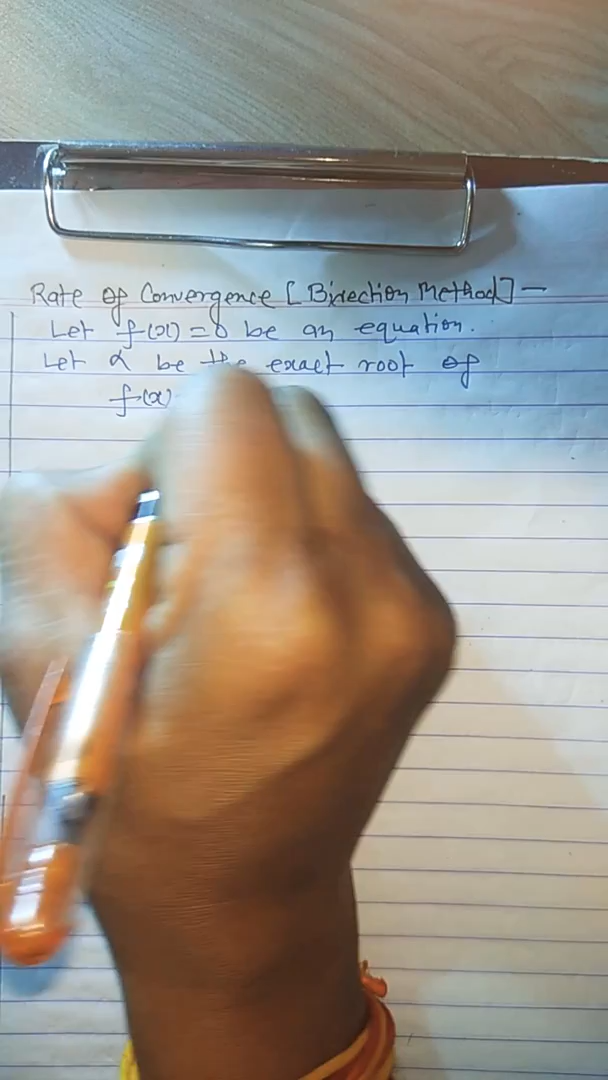 Rate of Convergence [Bisection Method] -
Let f(x) = 0 be an equation.
Let α be the exact root of
f(x)